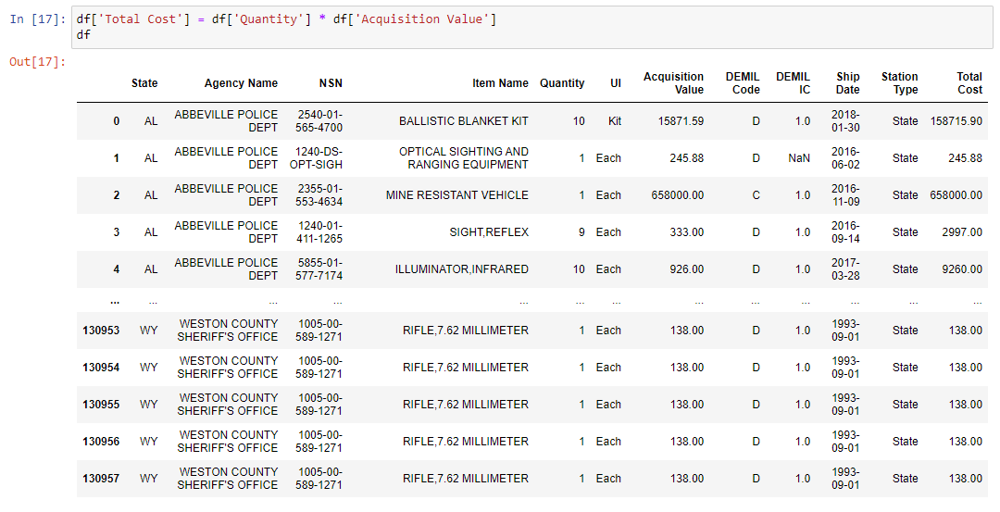 In [17]: df['Total Cost'] = df['Quantity'] * df['Acquisition Value']
df
Out[17]:
State Agency Name NSN Item Name Quantity UI Acquisition Value DEMIL Code DEMIL IC Ship Date Station Type Total Cost
0 AL ABBEVILLE POLICE DEPT 2540-01-565-4700 BALLISTIC BLANKET KIT 10 Kit 15871.59 D 1.0 2018-01-30 State 158715.90
1 AL ABBEVILLE POLICE DEPT 1240-DS-OPT-SIGH OPTICAL SIGHTING AND RANGING EQUIPMENT 1 Each 245.88 D NaN 2016-06-02 State 245.88
2 AL ABBEVILLE POLICE DEPT 2355-01-553-4634 MINE RESISTANT VEHICLE 1 Each 658000.00 C 1.0 2016-11-09 State 658000.00
3 AL ABBEVILLE POLICE DEPT 1240-01-411-1265 SIGHT,REFLEX 9 Each 333.00 D 1.0 2016-09-14 State 2997.00
4 AL ABBEVILLE POLICE DEPT 5855-01-577-7174 ILLUMINATOR,INFRARED 10 Each 926.00 D 1.0 2017-03-28 State 9260.00
... ... ... ... ... ... ... ... ... ... ... ... ...
130953 WY WESTON COUNTY SHERIFF'S OFFICE 1005-00-589-1271 RIFLE,7.62 MILLIMETER 1 Each 138.00 D 1.0 1993-09-01 State 138.00
130954 WY WESTON COUNTY SHERIFF'S OFFICE 1005-00-589-1271 RIFLE,7.62 MILLIMETER 1 Each 138.00 D 1.0 1993-09-01 State 138.00
130955 WY WESTON COUNTY SHERIFF'S OFFICE 1005-00-589-1271 RIFLE,7.62 MILLIMETER 1 Each 138.00 D 1.0 1993-09-01 State 138.00
130956 WY WESTON COUNTY SHERIFF'S OFFICE 1005-00-589-1271 RIFLE,7.62 MILLIMETER 1 Each 138.00 D 1.0 1993-09-01 State 138.00
130957 WY WESTON COUNTY SHERIFF'S OFFICE 1005-00-589-1271 RIFLE,7.62 MILLIMETER 1 Each 138.00 D 1.0 1993-09-01 State 138.00